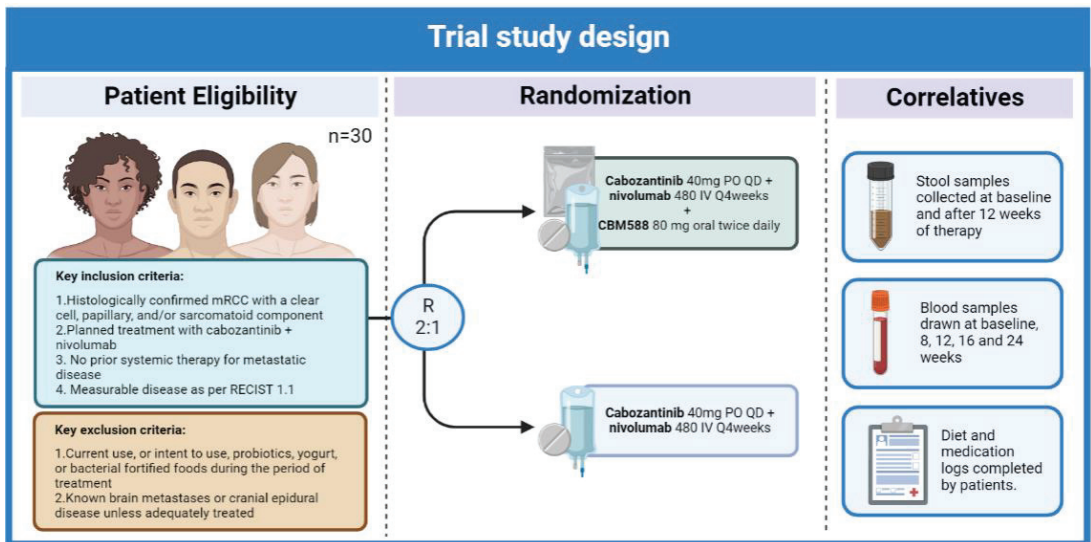 Trial study design
Patient Eligibility
n=30
Key inclusion criteria:
1.Histologically confirmed mRCC with a clear
cell, papillary, and/or sarcomatoid component
2.Planned treatment with cabozantinib +
nivolumab
3. No prior systemic therapy for metastatic
disease
4. Measurable disease as per RECIST 1.1
Key exclusion criteria:
1.Current use, or intent to use, probiotics, yogurt,
or bacterial fortified foods during the period of
treatment
2.Known brain metastases or cranial epidural
disease unless adequately treated
Randomization
R
2:1
Cabozantinib 40mg PO QD +
nivolumab 480 IV Q4weeks
+
CBM588 80 mg oral twice daily
Cabozantinib 40mg PO QD +
nivolumab 480 IV Q4weeks
Correlatives
Stool samples
collected at baseline
and after 12 weeks
of therapy
Blood samples
drawn at baseline,
8, 12, 16 and 24
weeks
Diet and
medication
logs completed
by patients.